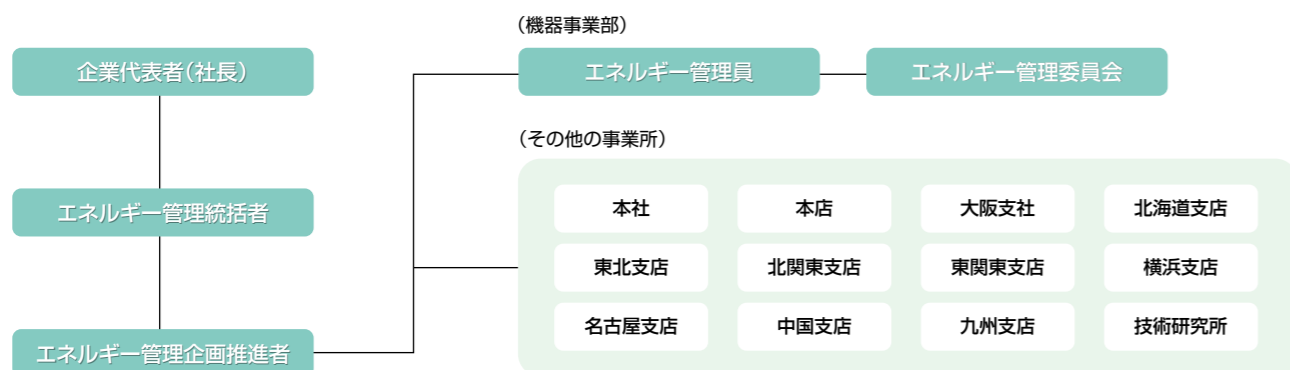 企業代表者（社長）
エネルギー管理統括者
エネルギー管理企画推進者
（機器事業部）
エネルギー管理員
エネルギー管理委員会
（その他の事業所）
本社
本店
大阪支社
北海道支店
東北支店
北関東支店
東関東支店
横浜支店
名古屋支店
中国支店
九州支店
技術研究所